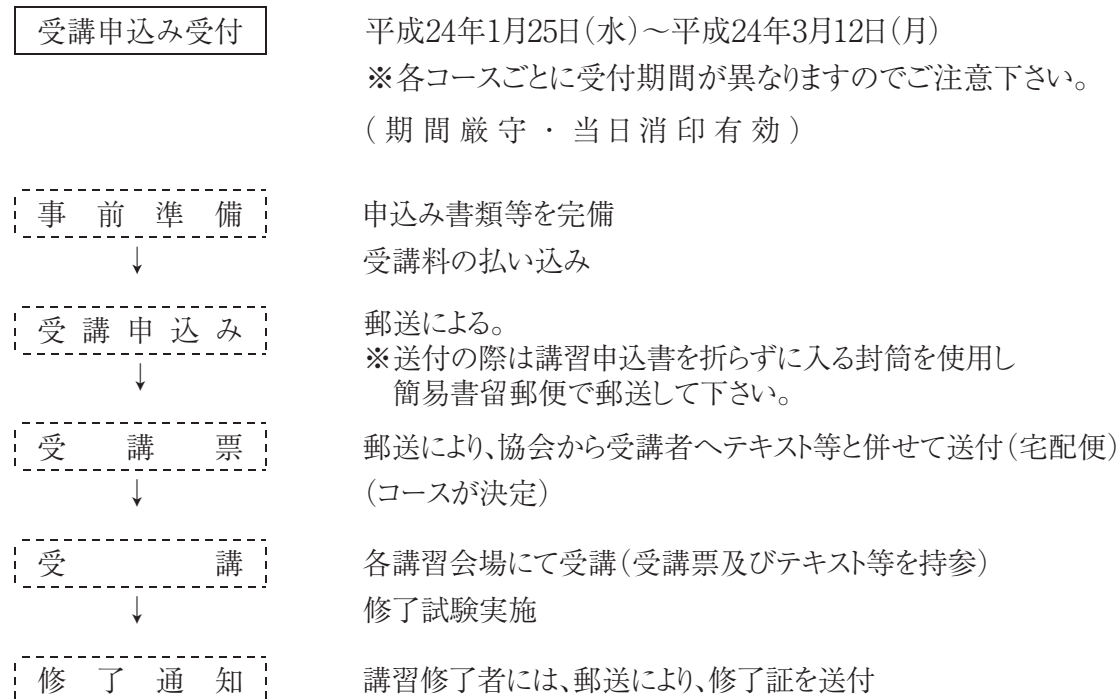 受講申込み受付　平成24年1月25日（水）～平成24年3月12日（月）
※各コースごとに受付期間が異なりますのでご注意下さい。
（期間厳守・当日消印有効）
事前準備　申込み書類等を完備
↓　受講料の払い込み
受講申込み　郵送による。
※送付の際は講習申込書を折らずに入る封筒を使用し
↓　簡易書留郵便で郵送して下さい。
受講票　郵送により、協会から受講者へテキスト等と併せて送付（宅配便）
↓　（コースが決定）
受講　各講習会場にて受講（受講票及びテキスト等を持参）
↓　修了試験実施
修了通知　講習修了者には、郵送により、修了証を送付